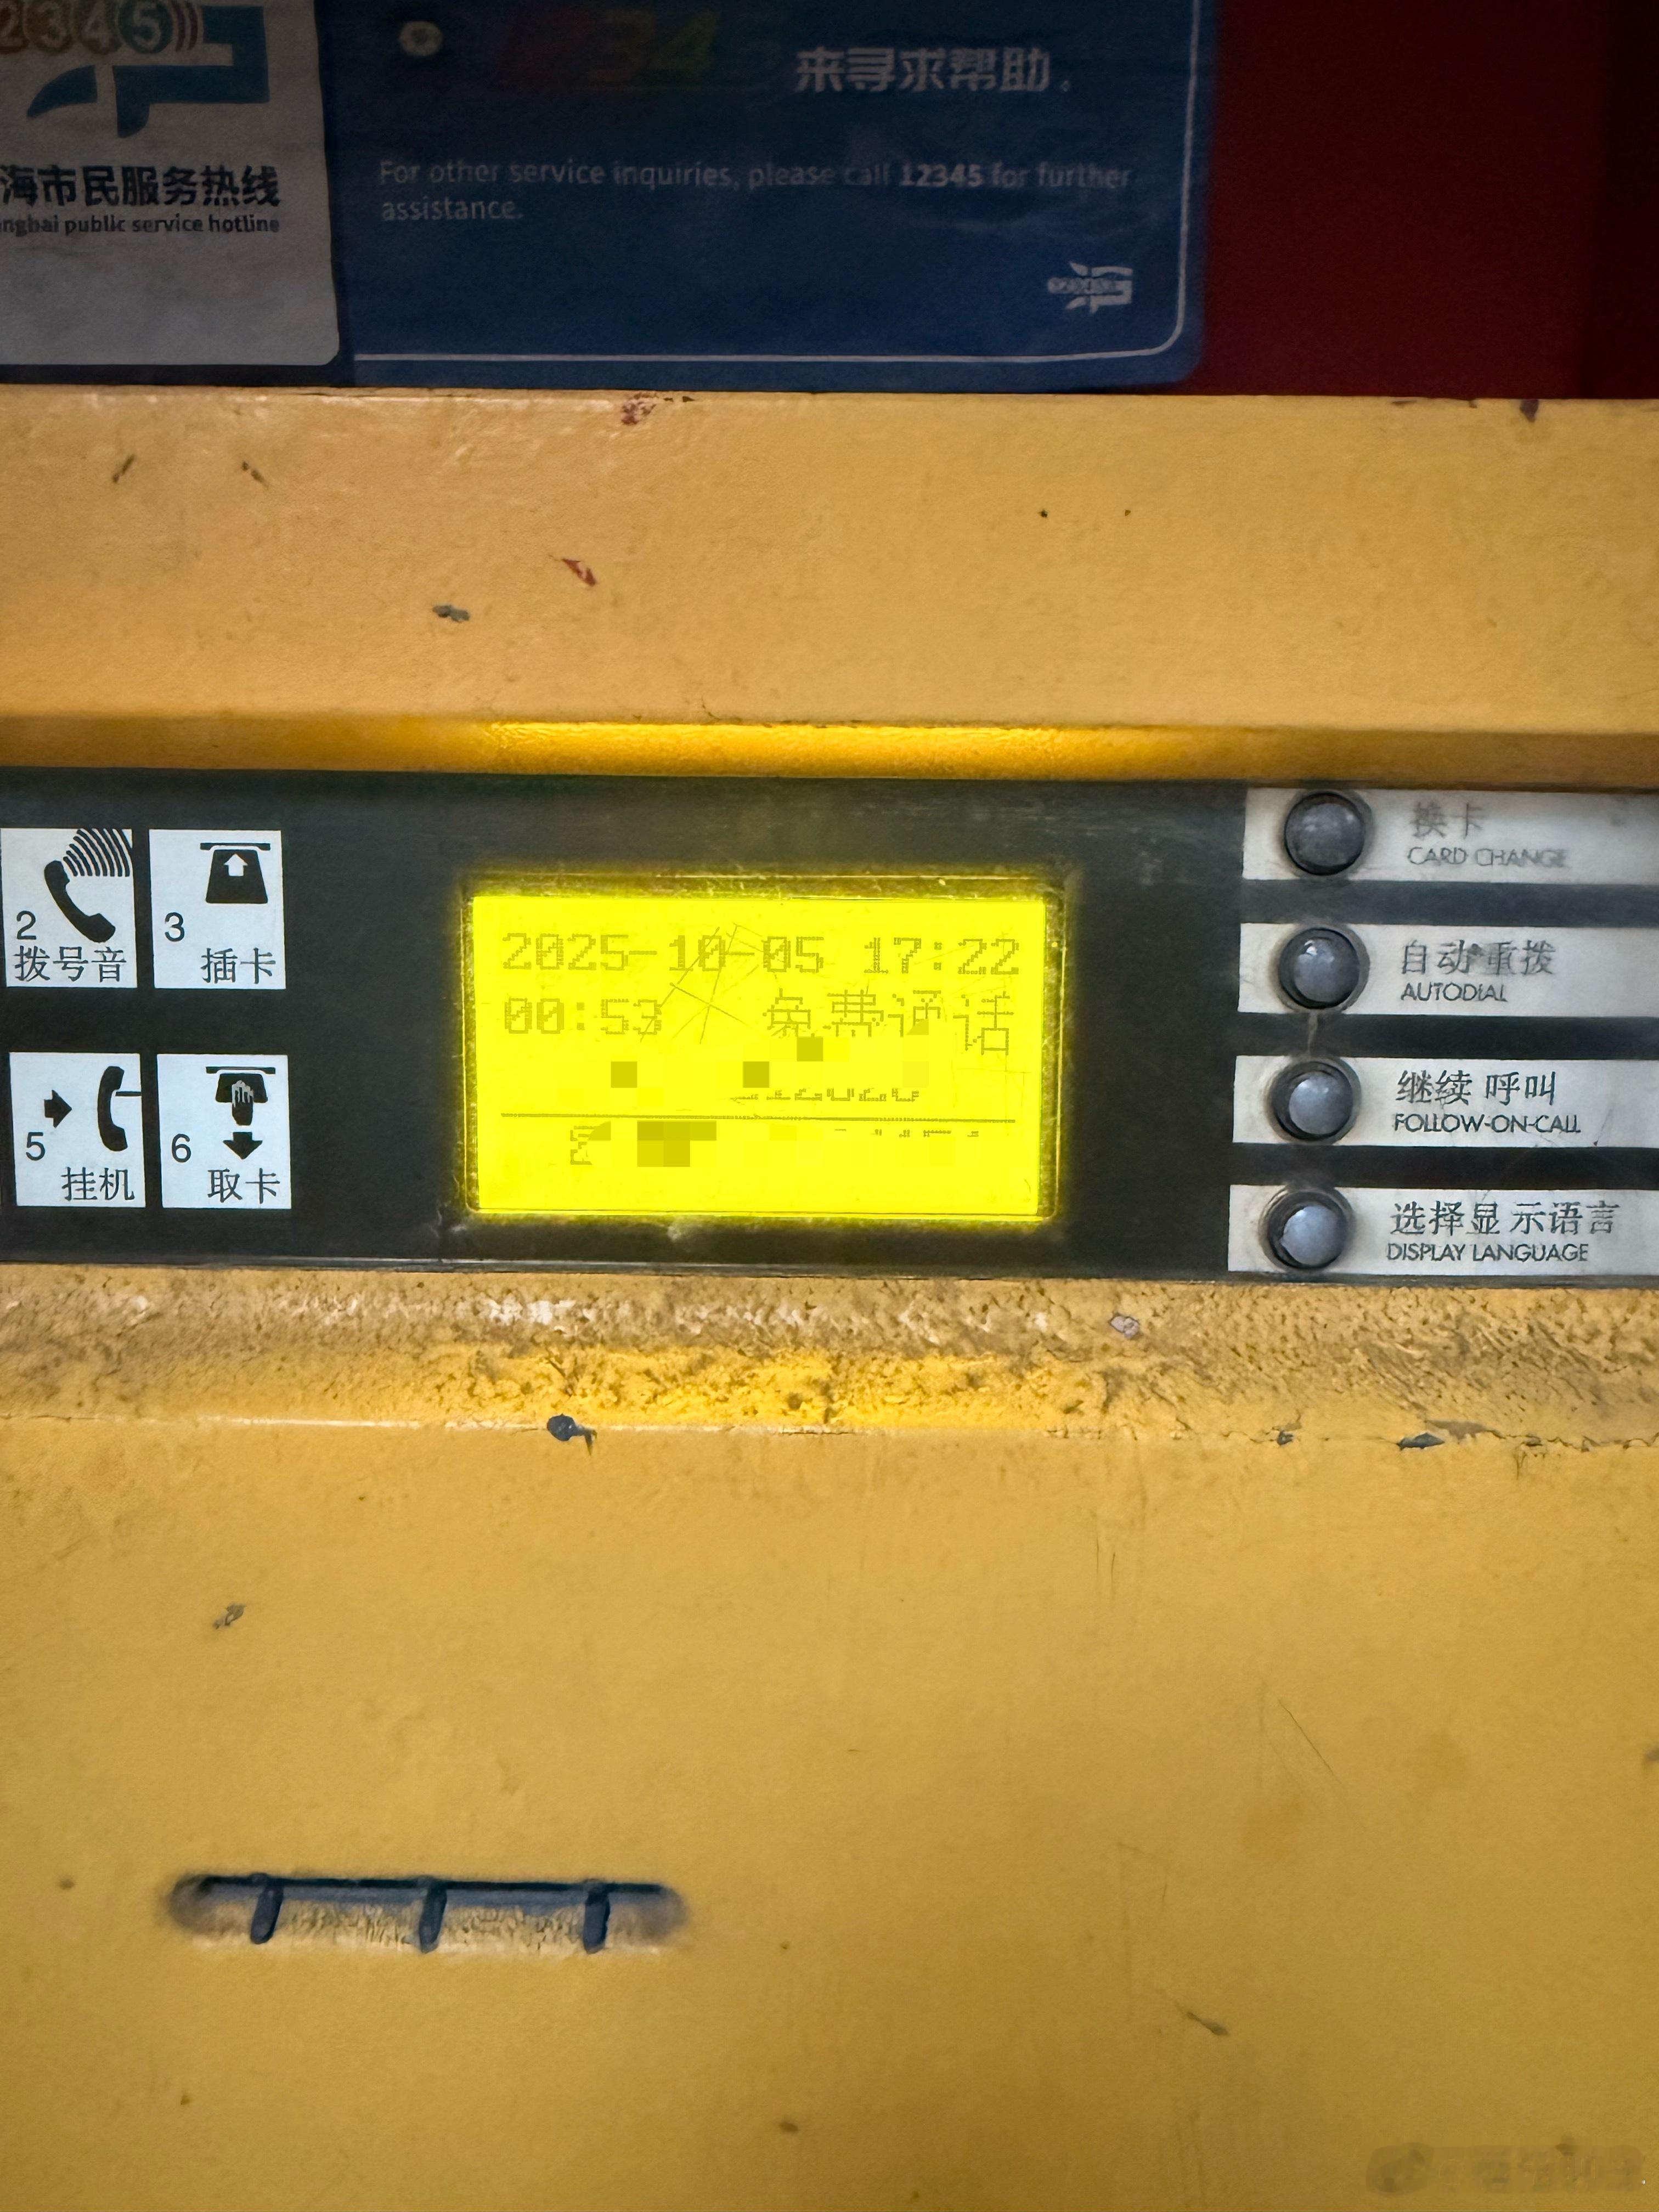 2345
海市民服务热线
nghai public service hotline
来寻求帮助。
For other service inquiries, please call 12345 for further
assistance.
2
拨号音
3
插卡
5
挂机
6
取卡
2025-10-05 17:22
00:53 免费通话
换卡
CARD CHANGE
自动重拨
AUTODIAL
继续 呼叫
FOLLOW-ON-CALL
选择显示语言
DISPLAY LANGUAGE